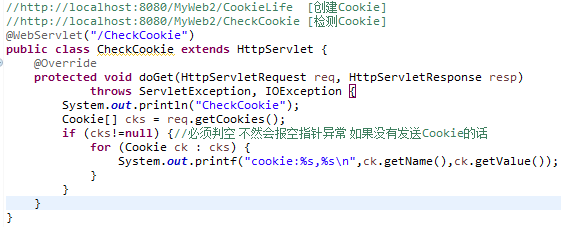 //http://localhost:8080/MyWeb2/CookieLife  [创建Cookie]
//http://localhost:8080/MyWeb2/CheckCookie [检测Cookie]
@WebServlet("/CheckCookie")
public class CheckCookie extends HttpServlet {
    @Override
    protected void doGet(HttpServletRequest req, HttpServletResponse resp)
            throws ServletException, IOException {
        System.out.println("CheckCookie");
        Cookie[] cks = req.getCookies();
        if (cks!=null) {//必须判空 不然会报空指针异常 如果没有发送Cookie的话
            for (Cookie ck : cks) {
                System.out.printf("cookie:%s,%s\n",ck.getName(),ck.getValue());
            }
        }
    }
}